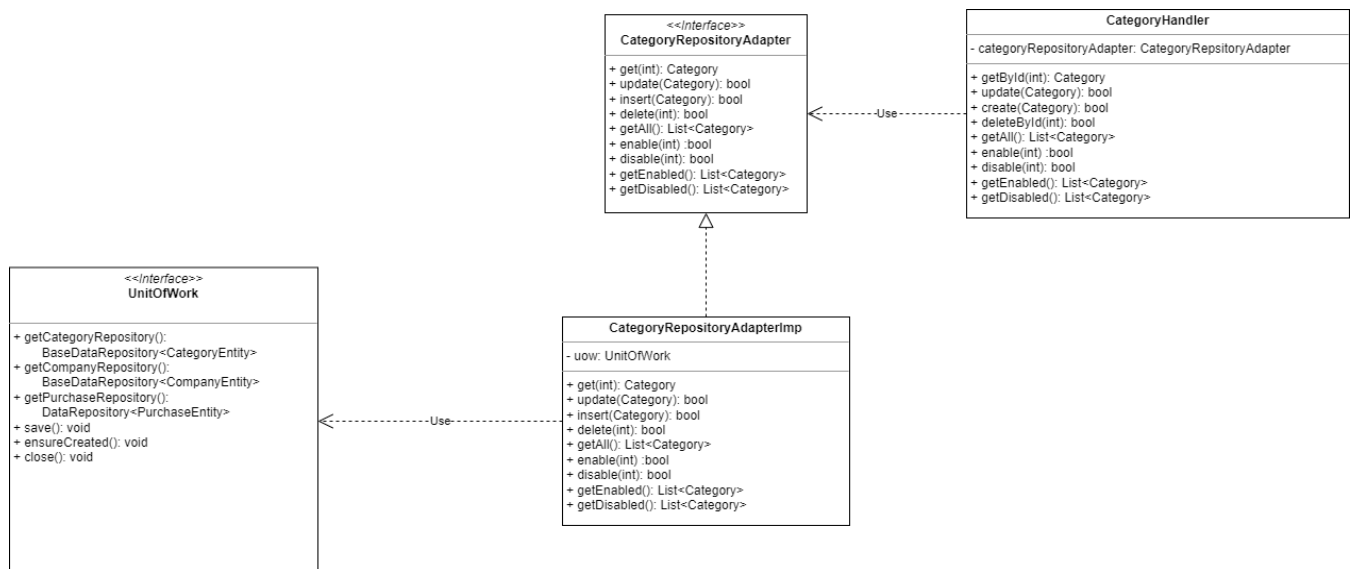 <<Interface>>
CategoryRepositoryAdapter
+ get(int): Category
+ update(Category): bool
+ insert(Category): bool
+ delete(int): bool
+ getAll(): List<Category>
+ enable(int) :bool
+ disable(int): bool
+ getEnabled(): List<Category>
+ getDisabled(): List<Category>
Use
CategoryHandler
- categoryRepositoryAdapter: CategoryRepsitoryAdapter
+ getById(int): Category
+ update(Category): bool
+ create(Category): bool
+ deleteById(int): bool
+ getAll(): List<Category>
+ enable(int) :bool
+ disable(int): bool
+ getEnabled(): List<Category>
+ getDisabled(): List<Category>
<<Interface>>
UnitOfWork
+ getCategoryRepository():
BaseDataRepository<CategoryEntity>
+ getCompanyRepository():
BaseDataRepository<CompanyEntity>
+ getPurchaseRepository():
DataRepository<PurchaseEntity>
+ save(): void
+ ensureCreated(): void
+ close(): void
Use
CategoryRepositoryAdapterImp
- uow: UnitOfWork
+ get(int): Category
+ update(Category): bool
+ insert(Category): bool
+ delete(int): bool
+ getAll(): List<Category>
+ enable(int) :bool
+ disable(int): bool
+ getEnabled(): List<Category>
+ getDisabled(): List<Category>